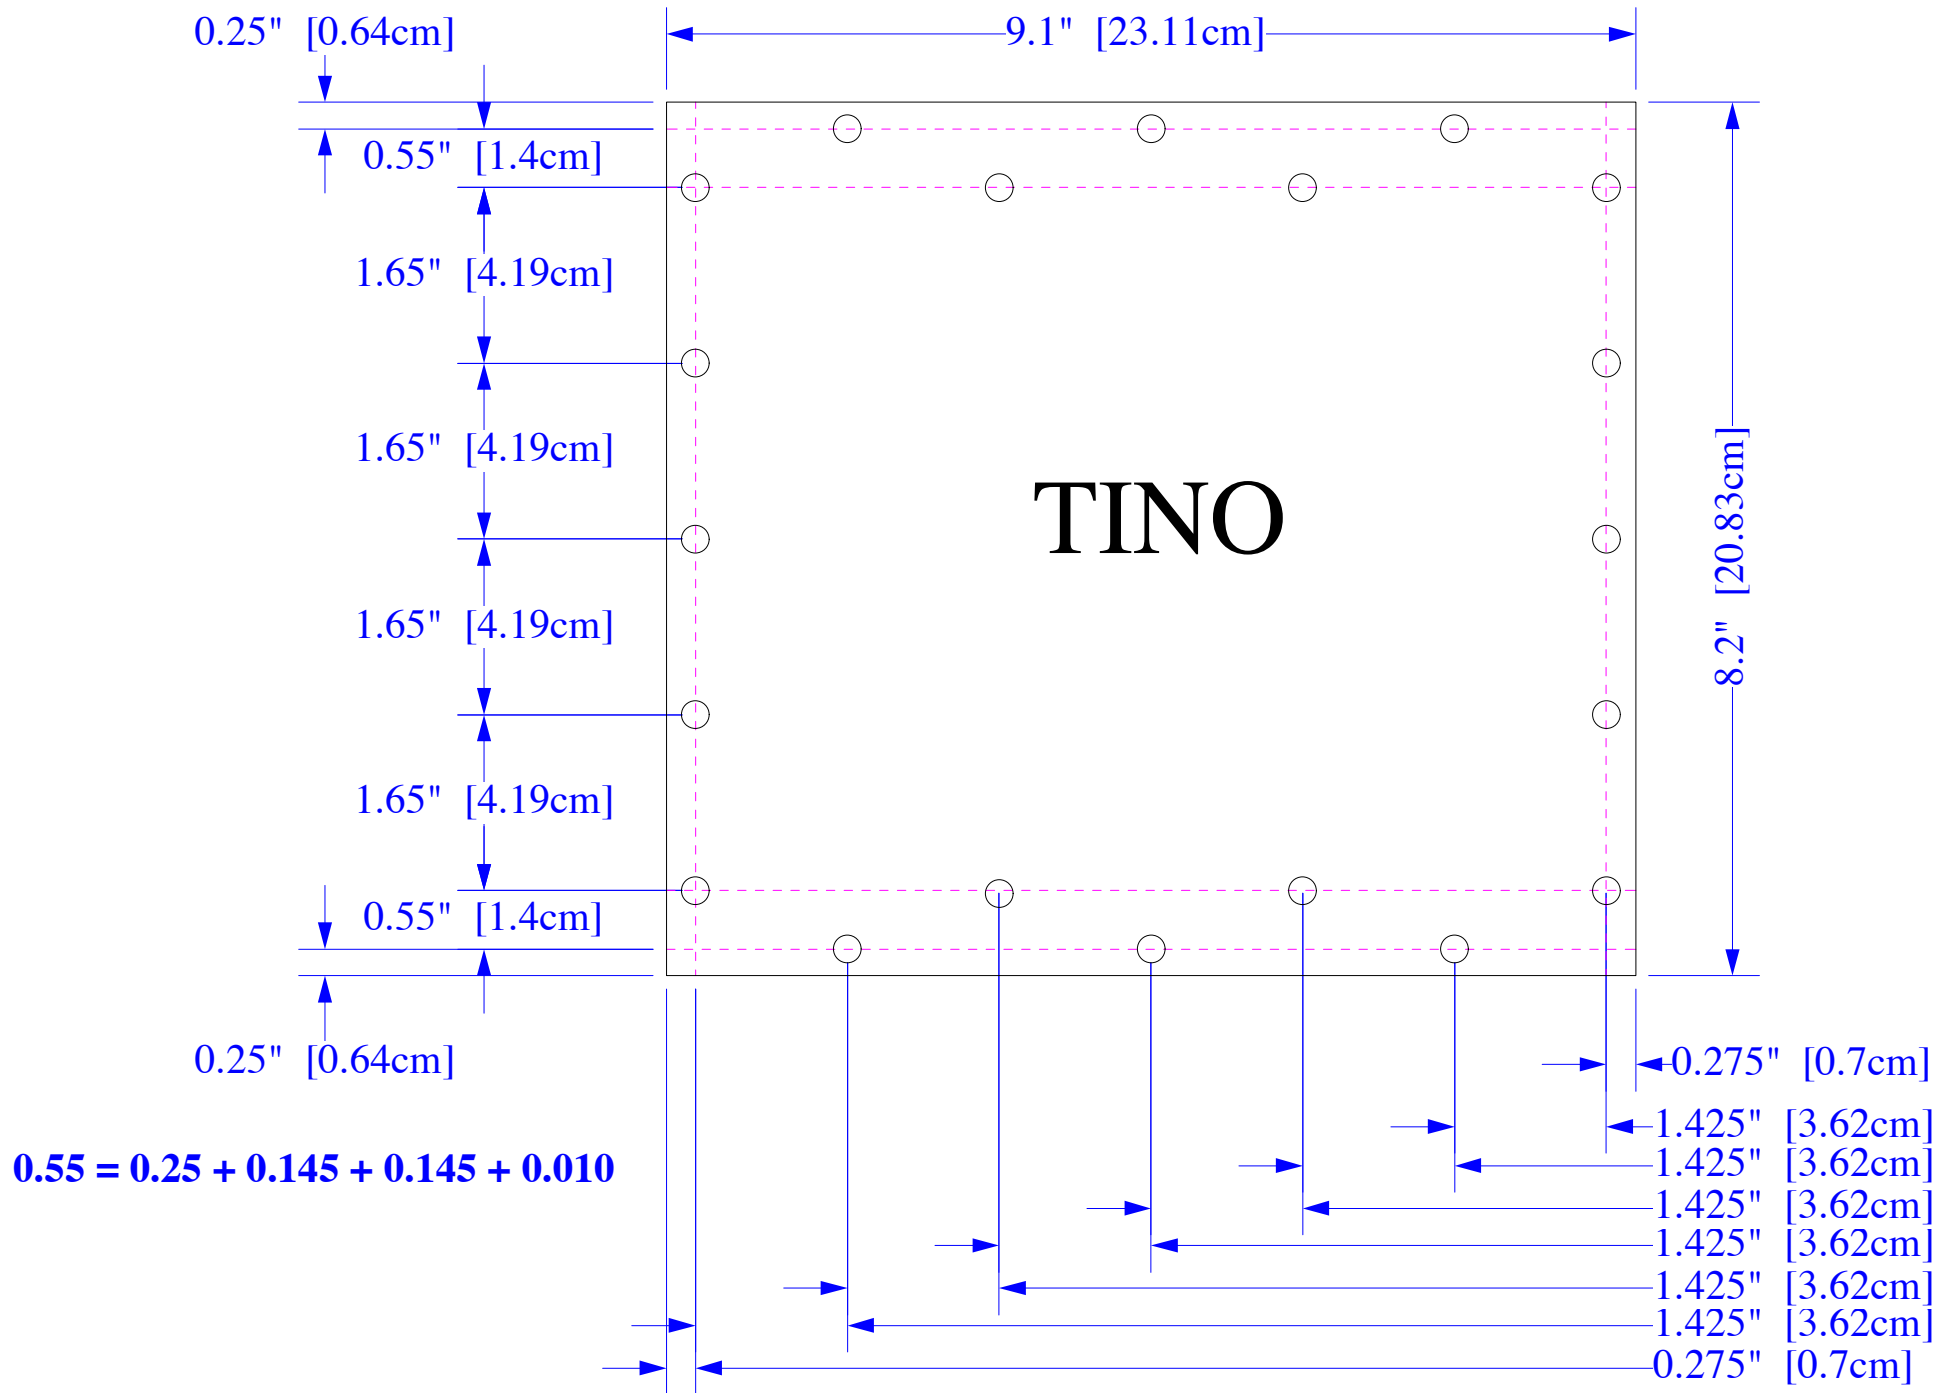 0.25" [0.64cm]
9.1" [23.11cm]
0.55" [1.4cm]
1.65" [4.19cm]
1.65" [4.19cm]
TINO
8.2" [20.83cm]
1.65" [4.19cm]
1.65" [4.19cm]
0.55" [1.4cm]
0.25" [0.64cm]
0.275" [0.7cm]
1.425" [3.62cm]
0.55 = 0.25 + 0.145 + 0.145 + 0.010
1.425" [3.62cm]
1.425" [3.62cm]
1.425" [3.62cm]
1.425" [3.62cm]
1.425" [3.62cm]
0.275" [0.7cm]